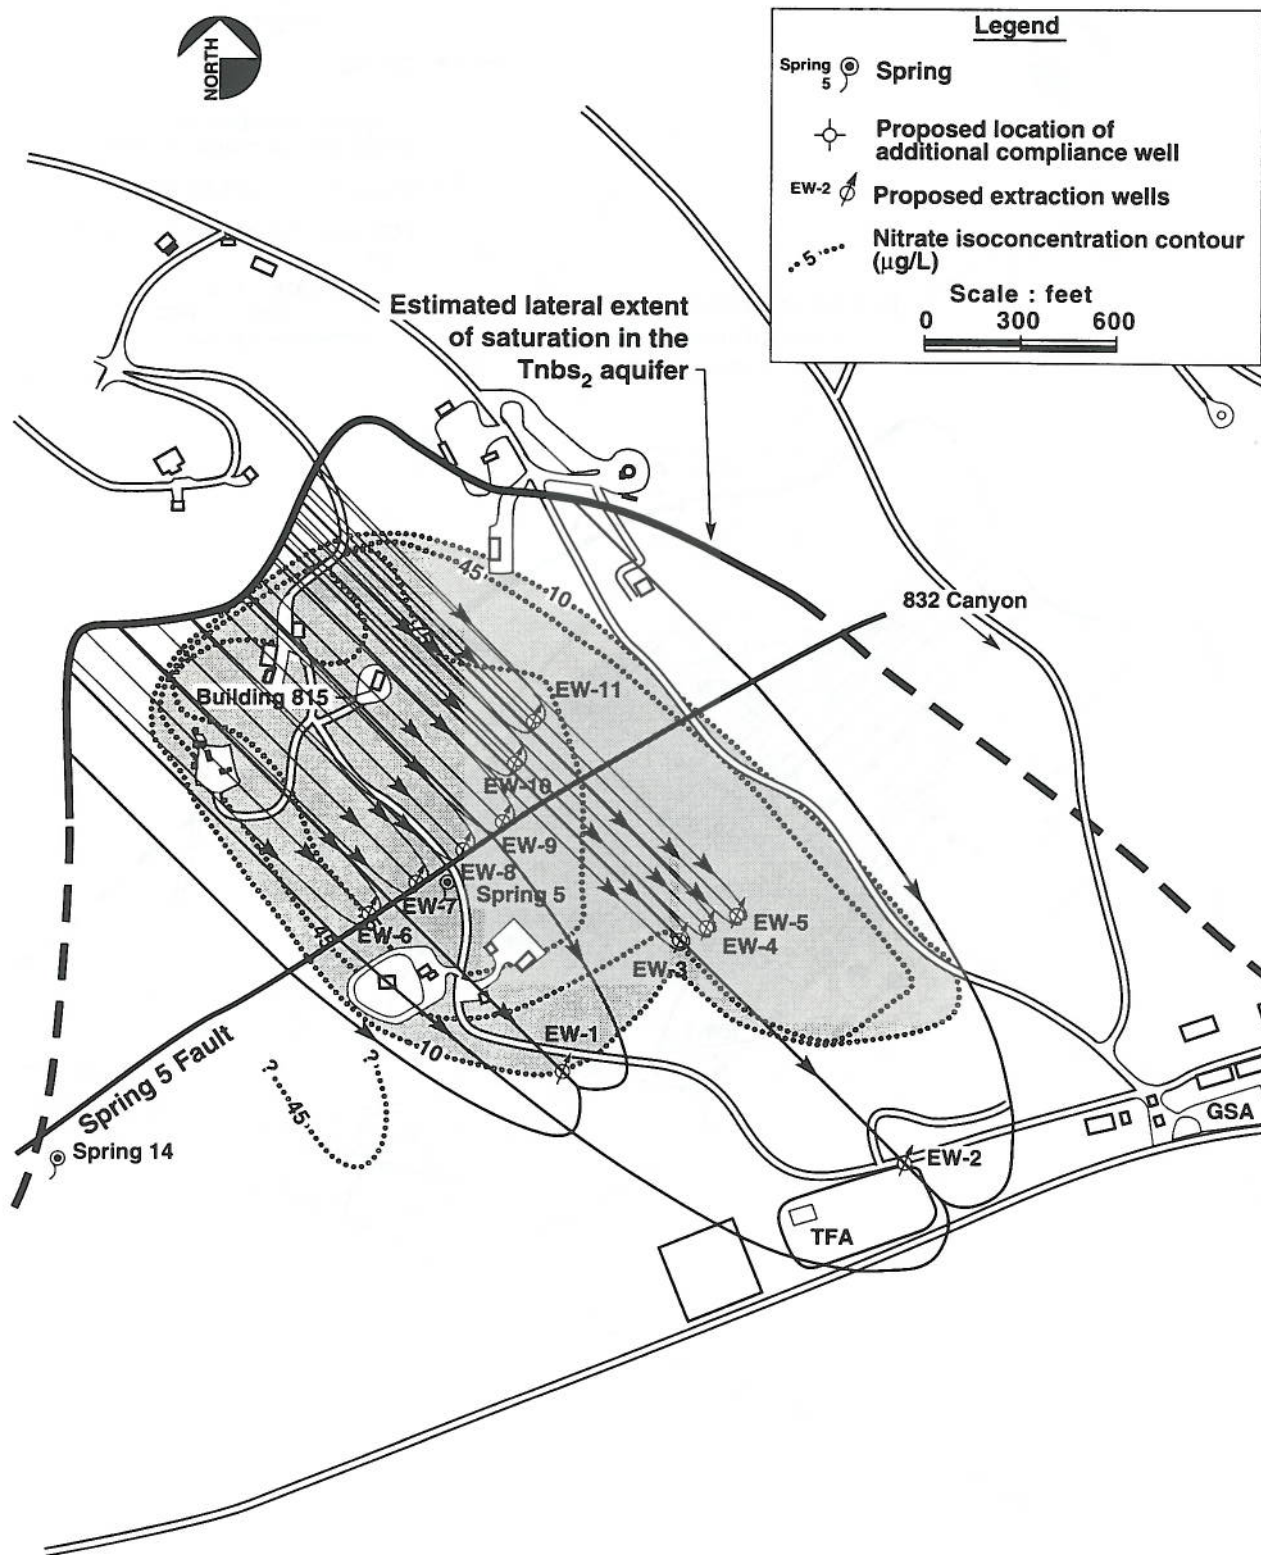 NORTH
Legend
Spring
5
Spring
Proposed location of
additional compliance well
EW-2
Proposed extraction wells
5
Nitrate isoconcentration contour
(µg/L)
Scale : feet
0 300 600
Estimated lateral extent
of saturation in the
Tnbs₂ aquifer
45
10
832 Canyon
Building 815
EW-11
EW-10
EW-9
EW-8
Spring 5
EW-7
EW-6
EW-5
EW-4
EW-3
45
EW-1
10
Spring 5 Fault
?
?
45
Spring 14
GSA
EW-2
TFA